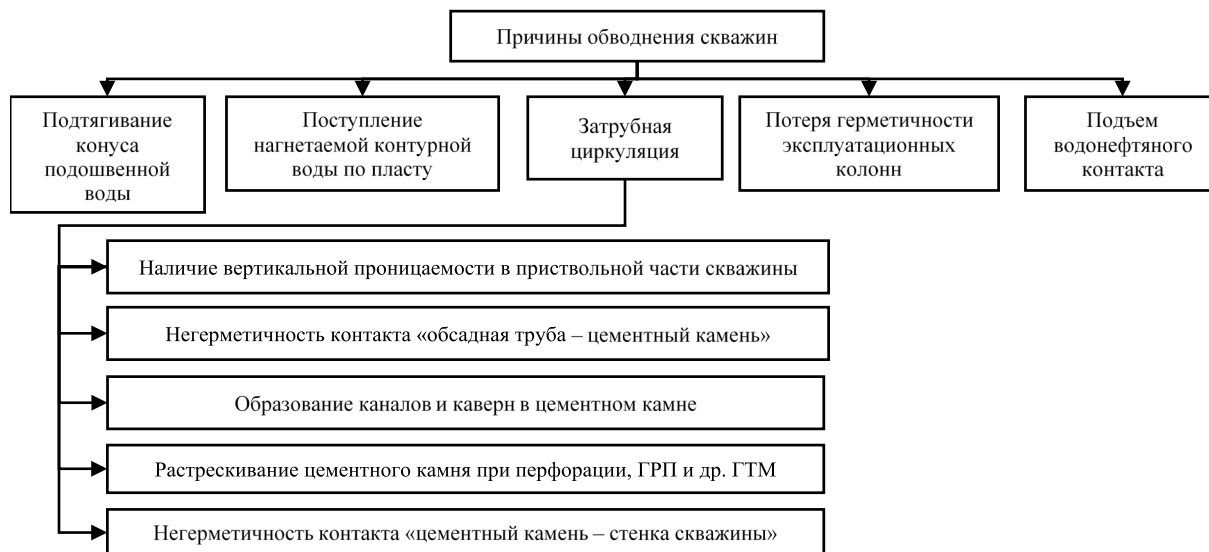 Причины обводнения скважин
Подтягивание
конуса
подошвенной
воды
Поступление
нагнетаемой контурной
воды по пласту
Затрубная
циркуляция
Потеря герметичности
эксплуатационных
колонн
Подъем
водонефтяного
контакта
Наличие вертикальной проницаемости в приствольной части скважины
Негерметичность контакта «обсадная труба – цементный камень»
Образование каналов и каверн в цементном камне
Растрескивание цементного камня при перфорации, ГРП и др. ГТМ
Негерметичность контакта «цементный камень – стенка скважины»